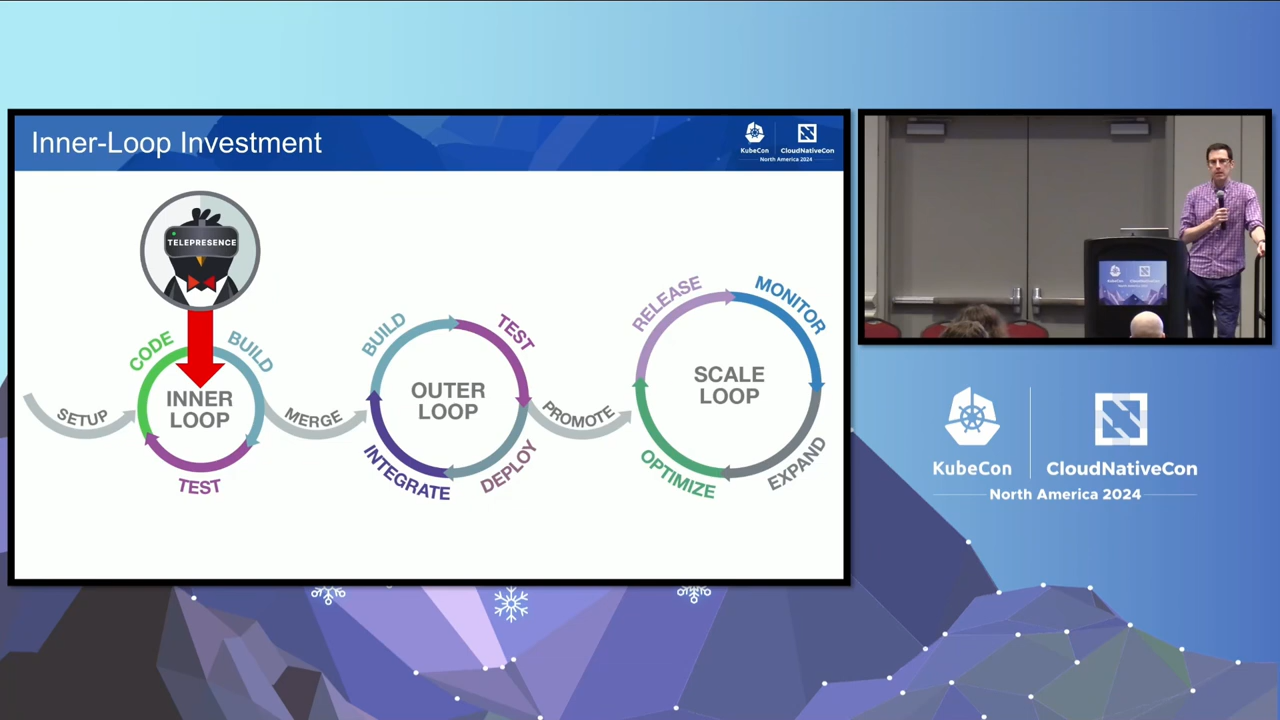 Inner-Loop Investment
KubeCon
CloudNativeCon
North America 2024
TELEPRESENCE
SETUP
CODE
BUILD
INNER
LOOP
TEST
MERGE
BUILD
TEST
OUTER
LOOP
INTEGRATE
DEPLOY
PROMOTE
RELEASE
MONITOR
SCALE
LOOP
OPTIMIZE
EXPAND
KubeCon
CloudNativeCon
North America 2024